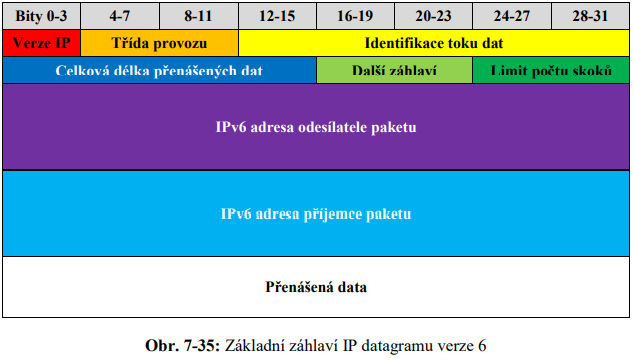 Bity 0-3 4-7 8-11 12-15 16-19 20-23 24-27 28-31
Verze IP Třída provozu Identifikace toku dat
Celková délka přenášených dat Další záhlaví Limit počtu skoků
IPv6 adresa odesílatele paketu
IPv6 adresa příjemce paketu
Přenášená data
Obr. 7-35: Základní záhlaví IP datagramu verze 6